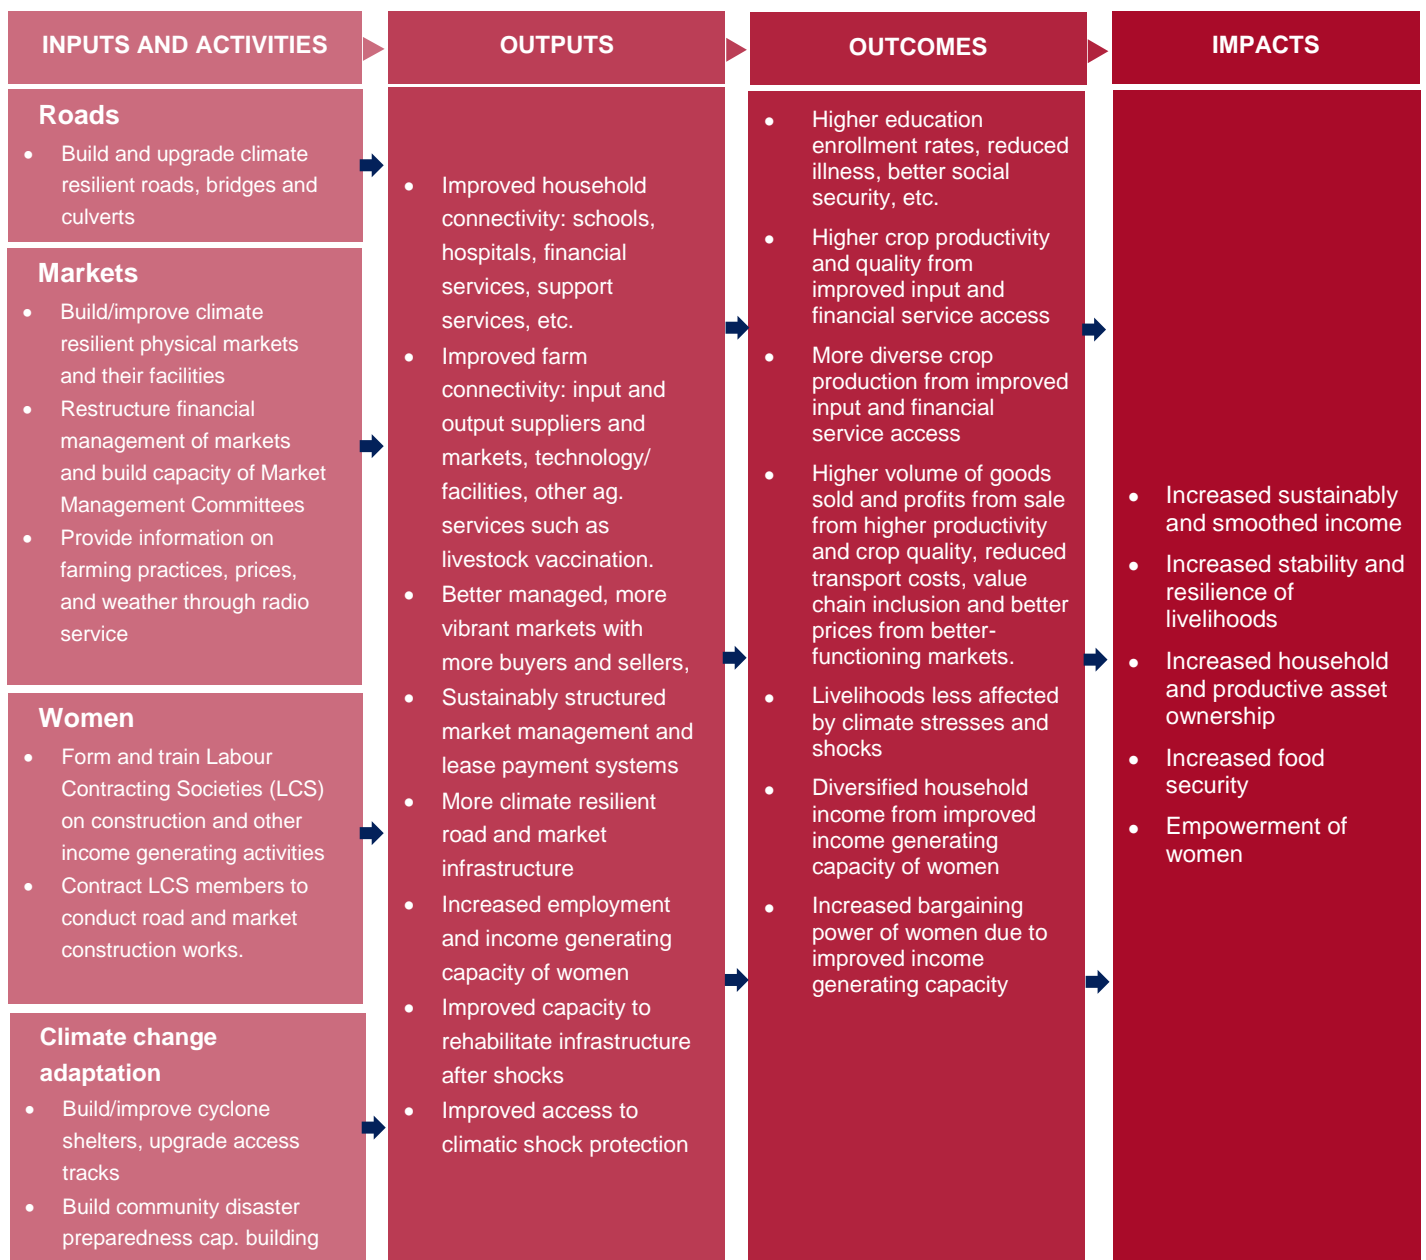 INPUTS AND ACTIVITIES
OUTPUTS
OUTCOMES
IMPACTS
Roads
• Build and upgrade climate
resilient roads, bridges and
culverts
Markets
• Build/improve climate
resilient physical markets
and their facilities
• Restructure financial
management of markets
and build capacity of Market
Management Committees
• Provide information on
farming practices, prices,
and weather through radio
service
Women
• Form and train Labour
Contracting Societies (LCS)
on construction and other
income generating activities
• Contract LCS members to
conduct road and market
construction works.
Climate change
adaptation
• Build/improve cyclone
shelters, upgrade access
tracks
• Build community disaster
preparedness cap. building
• Improved household
connectivity: schools,
hospitals, financial
services, support
services, etc.
• Improved farm
connectivity: input and
output suppliers and
markets, technology/
facilities, other ag.
services such as
livestock vaccination.
• Better managed, more
vibrant markets with
more buyers and sellers,
• Sustainably structured
market management and
lease payment systems
• More climate resilient
road and market
infrastructure
• Increased employment
and income generating
capacity of women
• Improved capacity to
rehabilitate infrastructure
after shocks
• Improved access to
climatic shock protection
• Higher education
enrollment rates, reduced
illness, better social
security, etc.
• Higher crop productivity
and quality from
improved input and
financial service access
• More diverse crop
production from improved
input and financial
service access
• Higher volume of goods
sold and profits from sale
from higher productivity
and crop quality, reduced
transport costs, value
chain inclusion and better
prices from better-
functioning markets.
• Livelihoods less affected
by climate stresses and
shocks
• Diversified household
income from improved
income generating
capacity of women
• Increased bargaining
power of women due to
improved income
generating capacity
• Increased sustainably
and smoothed income
• Increased stability and
resilience of
livelihoods
• Increased household
and productive asset
ownership
• Increased food
security
• Empowerment of
women